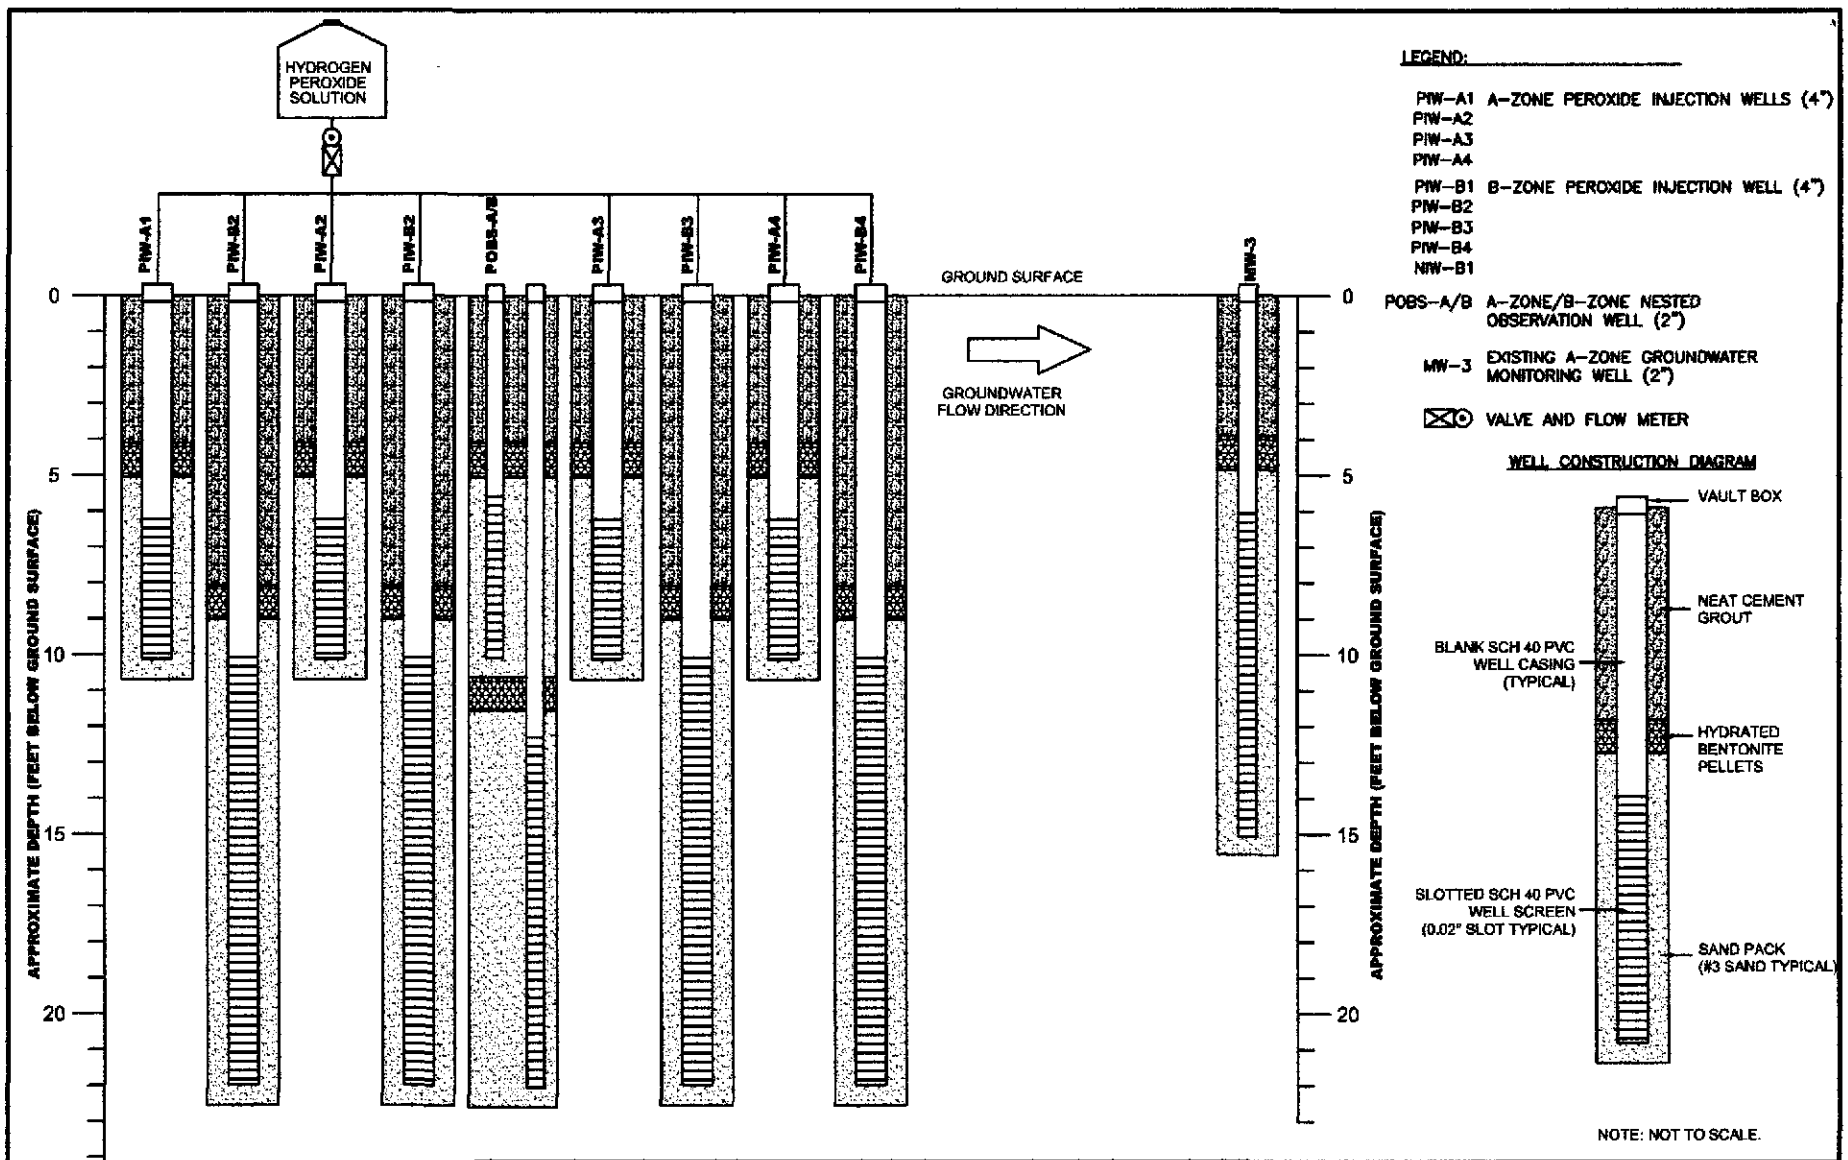 HYDROGEN
PEROXIDE
SOLUTION
PIW-A1
PIW-B2
PIW-A2
PIW-B2
POBS-A/B
PIW-A3
PIW-B3
PIW-A4
PIW-B4
MW-3
GROUND SURFACE
GROUNDWATER
FLOW DIRECTION
APPROXIMATE DEPTH (FEET BELOW GROUND SURFACE)
0
5
10
15
20
0
5
10
15
20
APPROXIMATE DEPTH (FEET BELOW GROUND SURFACE)
LEGEND:
PIW-A1 A-ZONE PEROXIDE INJECTION WELLS (4")
PIW-A2
PIW-A3
PIW-A4
PIW-B1 B-ZONE PEROXIDE INJECTION WELL (4")
PIW-B2
PIW-B3
PIW-B4
NIW-B1
POBS-A/B A-ZONE/B-ZONE NESTED
OBSERVATION WELL (2")
MW-3 EXISTING A-ZONE GROUNDWATER
MONITORING WELL (2")
VALVE AND FLOW METER
WELL CONSTRUCTION DIAGRAM
VAULT BOX
NEAT CEMENT
GROUT
BLANK SCH 40 PVC
WELL CASING
(TYPICAL)
HYDRATED
BENTONITE
PELLETS
SLOTTED SCH 40 PVC
WELL SCREEN
(0.02" SLOT TYPICAL)
SAND PACK
(#3 SAND TYPICAL)
NOTE: NOT TO SCALE.